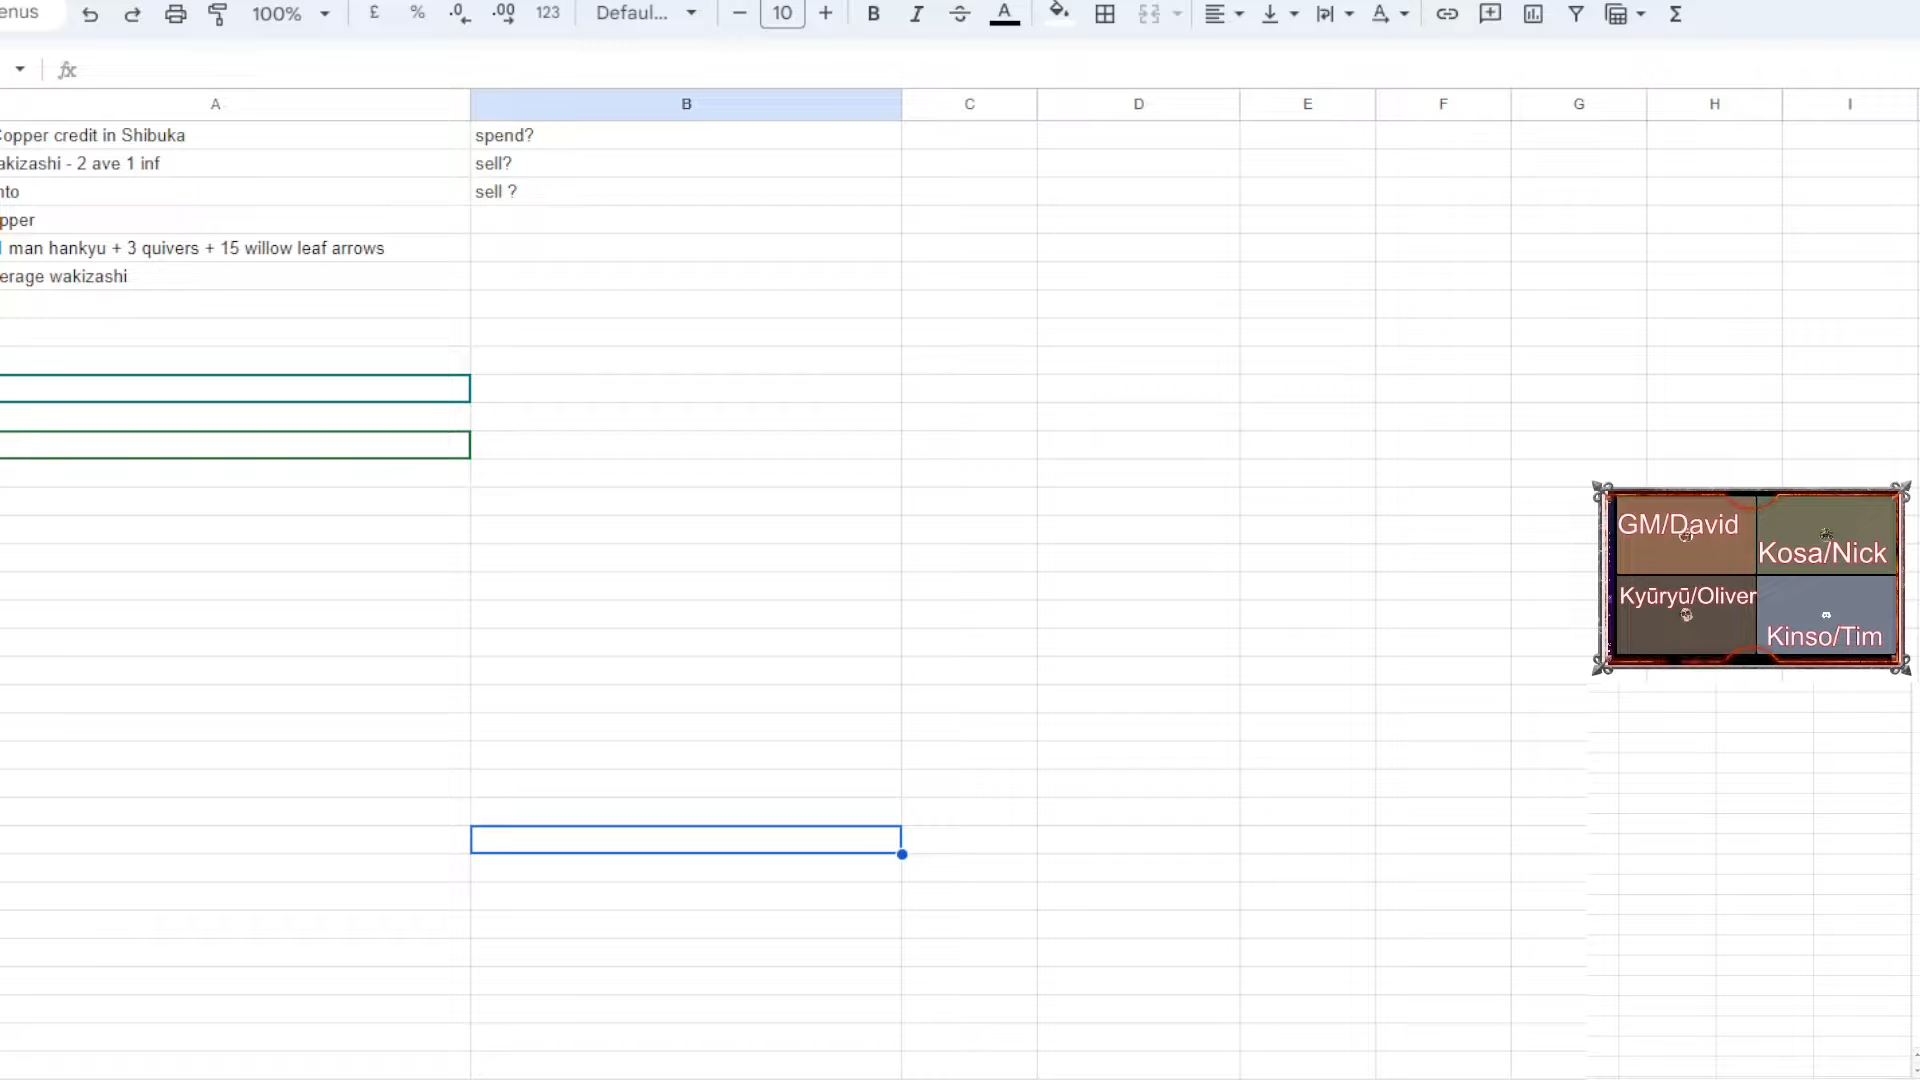 enus 100% £ % .0 .00 123 Defaul... − 10 + B I A Σ
fx
A B C D E F G H I
Copper credit in Shibuka spend?
akizashi - 2 ave 1 inf sell?
nto sell ?
pper
man hankyu + 3 quivers + 15 willow leaf arrows
erage wakizashi
GM/David
Kosa/Nick
Kyūryū/Oliver
Kinso/Tim